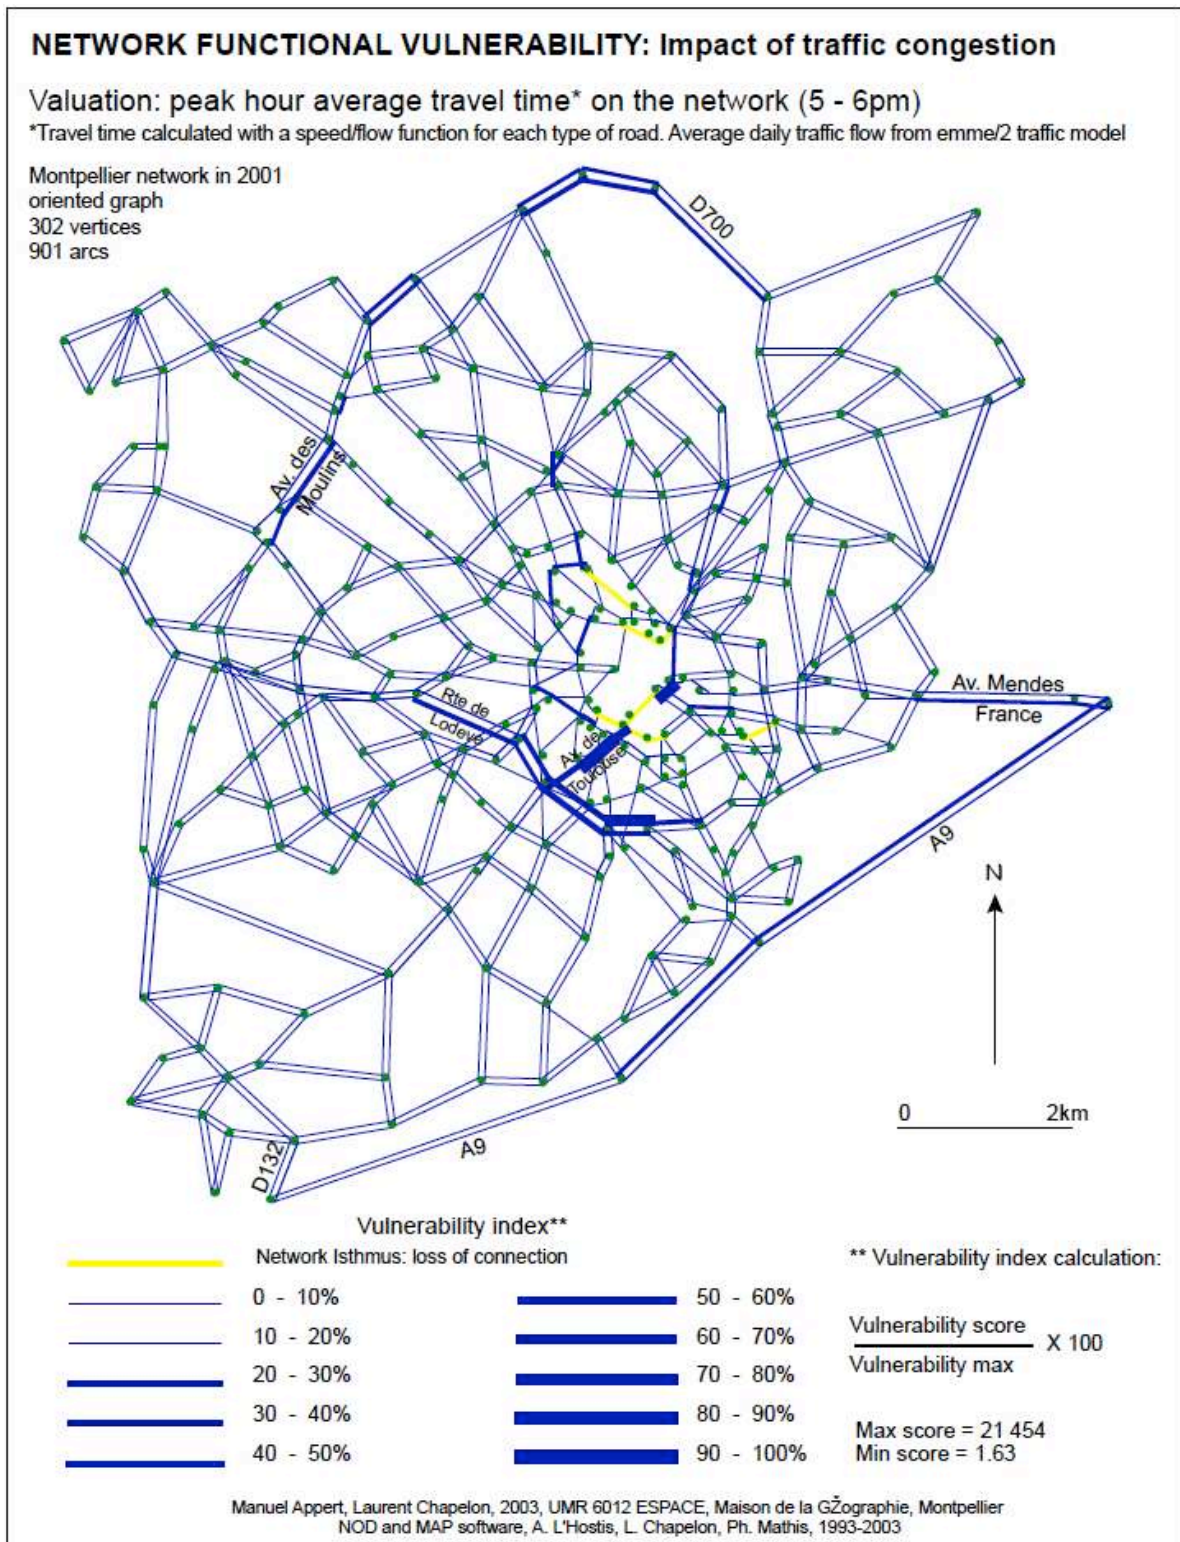 NETWORK FUNCTIONAL VULNERABILITY: Impact of traffic congestion
Valuation: peak hour average travel time* on the network (5 - 6pm)
*Travel time calculated with a speed/flow function for each type of road. Average daily traffic flow from emme/2 traffic model
Montpellier network in 2001
oriented graph
302 vertices
901 arcs
D700
Av. des
Moulins
Rte de
Lodeve
Av. de
Toulouse
Av. Mendes
France
A9
N
0 2km
A9
D132
Vulnerability index**
Network Isthmus: loss of connection
0 - 10%
10 - 20%
20 - 30%
30 - 40%
40 - 50%
50 - 60%
60 - 70%
70 - 80%
80 - 90%
90 - 100%
** Vulnerability index calculation:
Vulnerability score
X 100
Vulnerability max
Max score = 21 454
Min score = 1.63
Manuel Appert, Laurent Chapelon, 2003, UMR 6012 ESPACE, Maison de la GŽographie, Montpellier
NOD and MAP software, A. L'Hostis, L. Chapelon, Ph. Mathis, 1993-2003